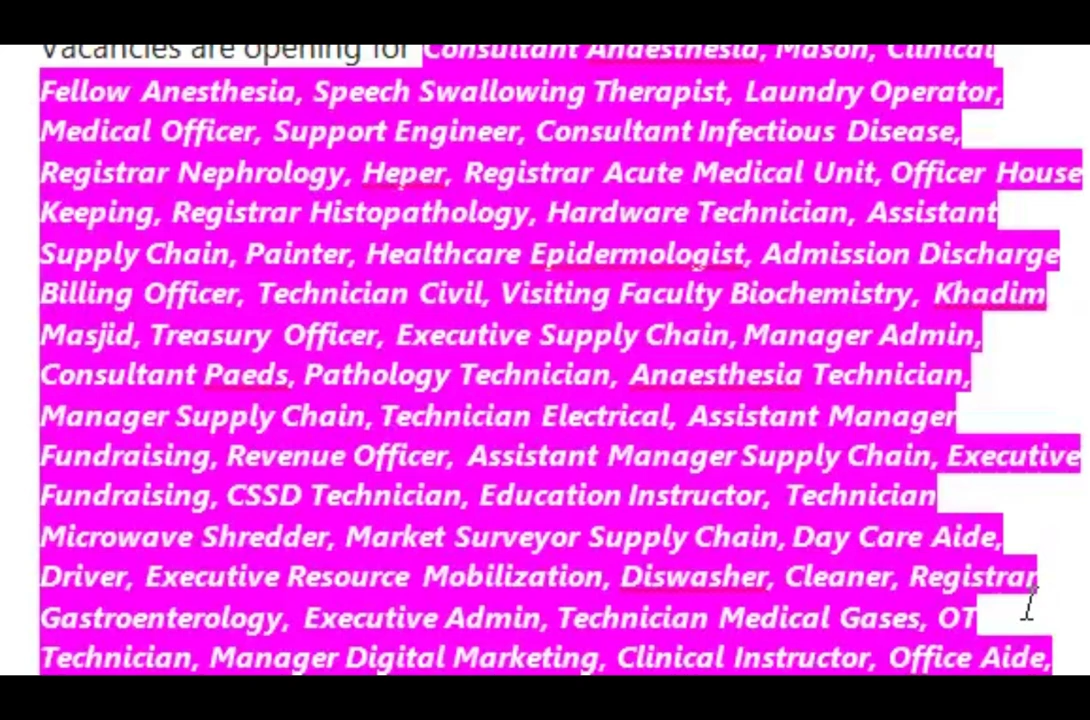 Vacancies are opening for Consultant Anaesthesia, Mason, Clinical
Fellow Anesthesia, Speech Swallowing Therapist, Laundry Operator,
Medical Officer, Support Engineer, Consultant Infectious Disease,
Registrar Nephrology, Heper, Registrar Acute Medical Unit, Officer House
Keeping, Registrar Histopathology, Hardware Technician, Assistant
Supply Chain, Painter, Healthcare Epidermologist, Admission Discharge
Billing Officer, Technician Civil, Visiting Faculty Biochemistry, Khadim
Masjid, Treasury Officer, Executive Supply Chain, Manager Admin,
Consultant Paeds, Pathology Technician, Anaesthesia Technician,
Manager Supply Chain, Technician Electrical, Assistant Manager
Fundraising, Revenue Officer, Assistant Manager Supply Chain, Executive
Fundraising, CSSD Technician, Education Instructor, Technician
Microwave Shredder, Market Surveyor Supply Chain, Day Care Aide,
Driver, Executive Resource Mobilization, Diswasher, Cleaner, Registrar
Gastroenterology, Executive Admin, Technician Medical Gases, OT
Technician, Manager Digital Marketing, Clinical Instructor, Office Aide,